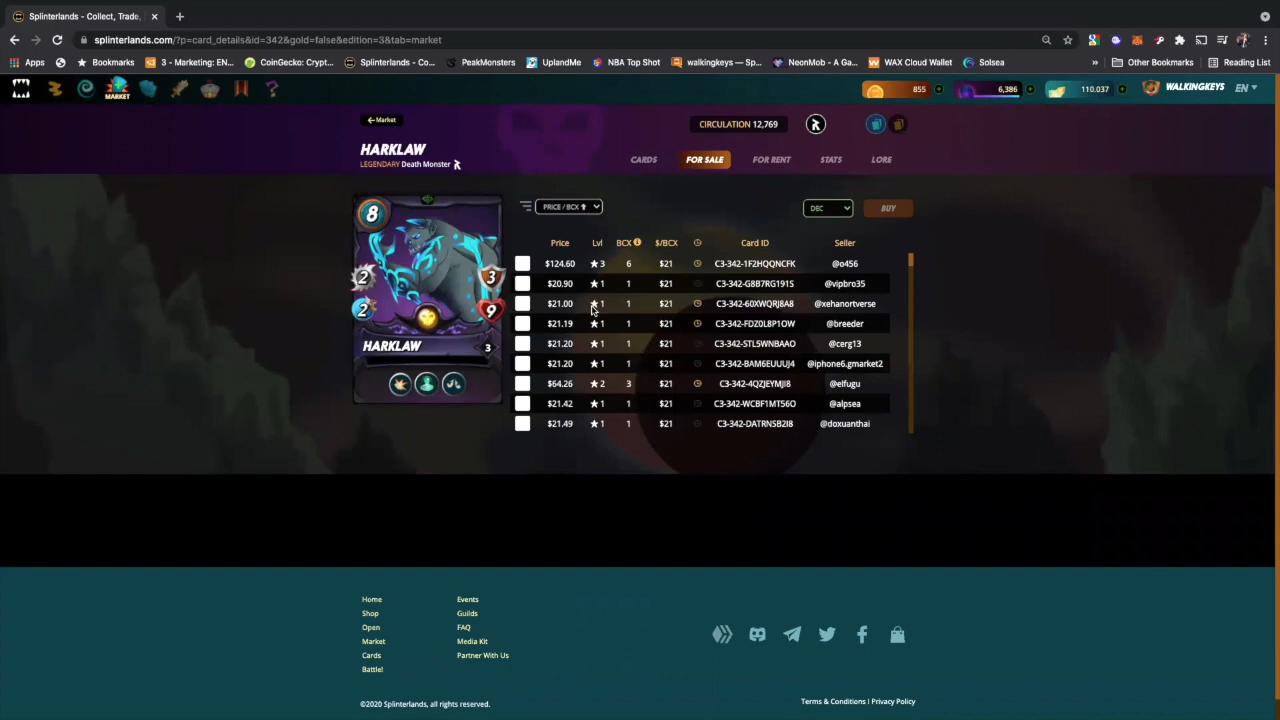 Splinterlands - Collect, Trade,
splinterlands.com/?p=card_details&id=342&gold=false&edition=3&tab=market
Apps
Bookmarks
3 - Marketing: EN...
CoinGecko: Crypt...
Splinterlands - Co...
PeakMonsters
UplandMe
NBA Top Shot
walkingkeys — Sp...
NeonMob - A Ga...
WAX Cloud Wallet
Solsea
»
Other Bookmarks
Reading List
MARKET
855
6,386
110.037
WALKINGKEYS
EN
Market
CIRCULATION 12,769
HARKLAW
LEGENDARY Death Monster
CARDS
FOR SALE
FOR RENT
STATS
LORE
PRICE / BCX
DEC
BUY
Price Lvl BCX $/BCX Card ID Seller
$124.60 ★3 6 $21 C3-342-1F2HQQNCFK @o456
$20.90 ★1 1 $21 C3-342-G8B7RG191S @vipbro35
$21.00 ★1 1 $21 C3-342-60XWQRJ8A8 @xehanortverse
$21.19 ★1 1 $21 C3-342-FDZ0L8P1OW @breeder
$21.20 ★1 1 $21 C3-342-STL5WNBAAO @cerg13
$21.20 ★1 1 $21 C3-342-BAM6EUUUJ4 @iphone6.gmarket2
$64.26 ★2 3 $21 C3-342-4QZJEYMJI8 @elfugu
$21.42 ★1 1 $21 C3-342-WCBF1MT56O @alpsea
$21.49 ★1 1 $21 C3-342-DATRNSB2I8 @doxuanthai
8
2
3
2
9
HARKLAW
3
Home
Shop
Open
Market
Cards
Battle!
Events
Guilds
FAQ
Media Kit
Partner With Us
©2020 Splinterlands, all rights reserved.
Terms & Conditions | Privacy Policy